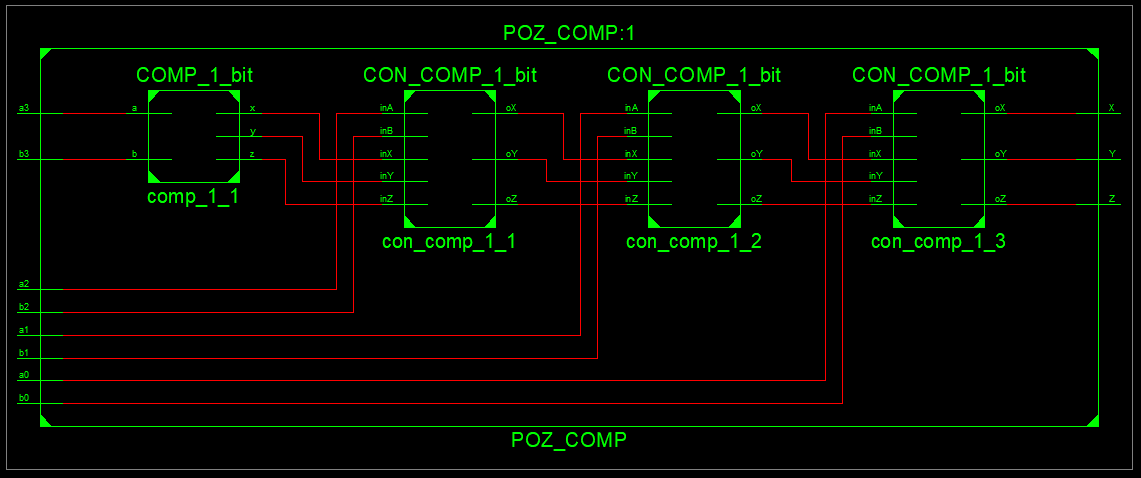 POZ_COMP:1
COMP_1_bit
CON_COMP_1_bit
CON_COMP_1_bit
CON_COMP_1_bit
a3
a
x
inA
oX
inA
oX
inA
oX
X
y
inB
inB
inB
b3
b
z
inX
oY
inX
oY
inX
oY
Y
inY
inY
inY
inZ
oZ
inZ
oZ
inZ
oZ
Z
comp_1_1
con_comp_1_1
con_comp_1_2
con_comp_1_3
a2
b2
a1
b1
a0
b0
POZ_COMP